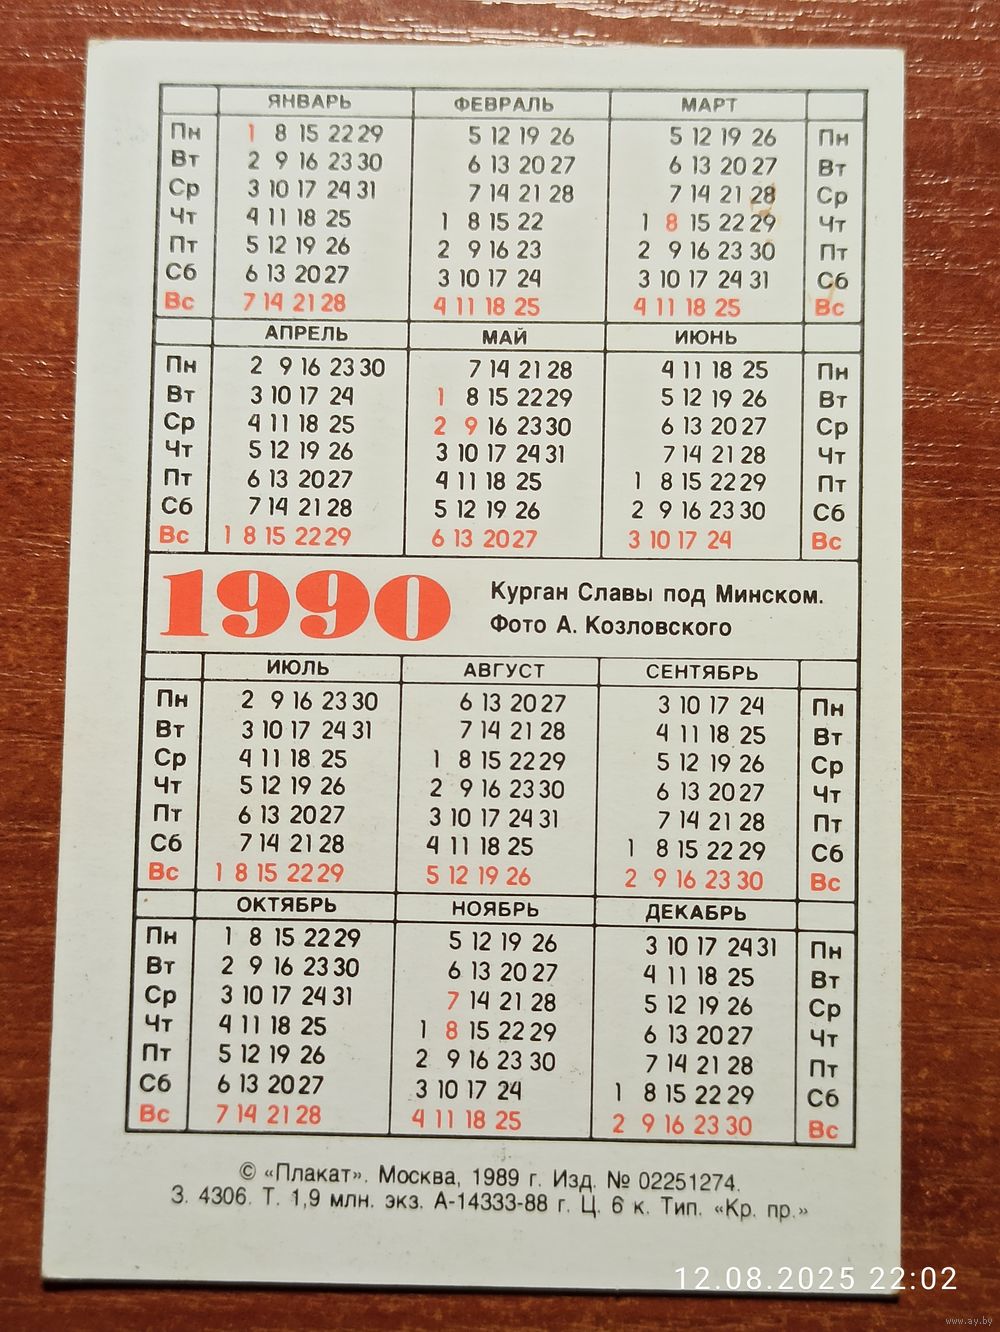 ЯНВАРЬ ФЕВРАЛЬ МАРТ
Пн 1 8 15 22 29 5 12 19 26 5 12 19 26 Пн
Вт 2 9 16 23 30 6 13 20 27 6 13 20 27 Вт
Ср 3 10 17 24 31 7 14 21 28 7 14 21 28 Ср
Чт 4 11 18 25 1 8 15 22 1 8 15 22 29 Чт
Пт 5 12 19 26 2 9 16 23 2 9 16 23 30 Пт
Сб 6 13 20 27 3 10 17 24 3 10 17 24 31 Сб
Вс 7 14 21 28 4 11 18 25 4 11 18 25 Вс
АПРЕЛЬ МАЙ ИЮНЬ
Пн 2 9 16 23 30 7 14 21 28 4 11 18 25 Пн
Вт 3 10 17 24 1 8 15 22 29 5 12 19 26 Вт
Ср 4 11 18 25 2 9 16 23 30 6 13 20 27 Ср
Чт 5 12 19 26 3 10 17 24 31 7 14 21 28 Чт
Пт 6 13 20 27 4 11 18 25 1 8 15 22 29 Пт
Сб 7 14 21 28 5 12 19 26 2 9 16 23 30 Сб
Вс 1 8 15 22 29 6 13 20 27 3 10 17 24 Вс
1990
Курган Славы под Минском.
Фото А. Козловского
ИЮЛЬ АВГУСТ СЕНТЯБРЬ
Пн 2 9 16 23 30 6 13 20 27 3 10 17 24 Пн
Вт 3 10 17 24 31 7 14 21 28 4 11 18 25 Вт
Ср 4 11 18 25 1 8 15 22 29 5 12 19 26 Ср
Чт 5 12 19 26 2 9 16 23 30 6 13 20 27 Чт
Пт 6 13 20 27 3 10 17 24 31 7 14 21 28 Пт
Сб 7 14 21 28 4 11 18 25 1 8 15 22 29 Сб
Вс 1 8 15 22 29 5 12 19 26 2 9 16 23 30 Вс
ОКТЯБРЬ НОЯБРЬ ДЕКАБРЬ
Пн 1 8 15 22 29 5 12 19 26 3 10 17 24 31 Пн
Вт 2 9 16 23 30 6 13 20 27 4 11 18 25 Вт
Ср 3 10 17 24 31 7 14 21 28 5 12 19 26 Ср
Чт 4 11 18 25 1 8 15 22 29 6 13 20 27 Чт
Пт 5 12 19 26 2 9 16 23 30 7 14 21 28 Пт
Сб 6 13 20 27 3 10 17 24 1 8 15 22 29 Сб
Вс 7 14 21 28 4 11 18 25 2 9 16 23 30 Вс
© «Плакат». Москва, 1989 г. Изд. № 02251274.
З. 4306. Т. 1,9 млн. экз. А-14333-88 г. Ц. 6 к. Тип. «Кр. пр.»
12.08.2025 22:02
www.ay.by